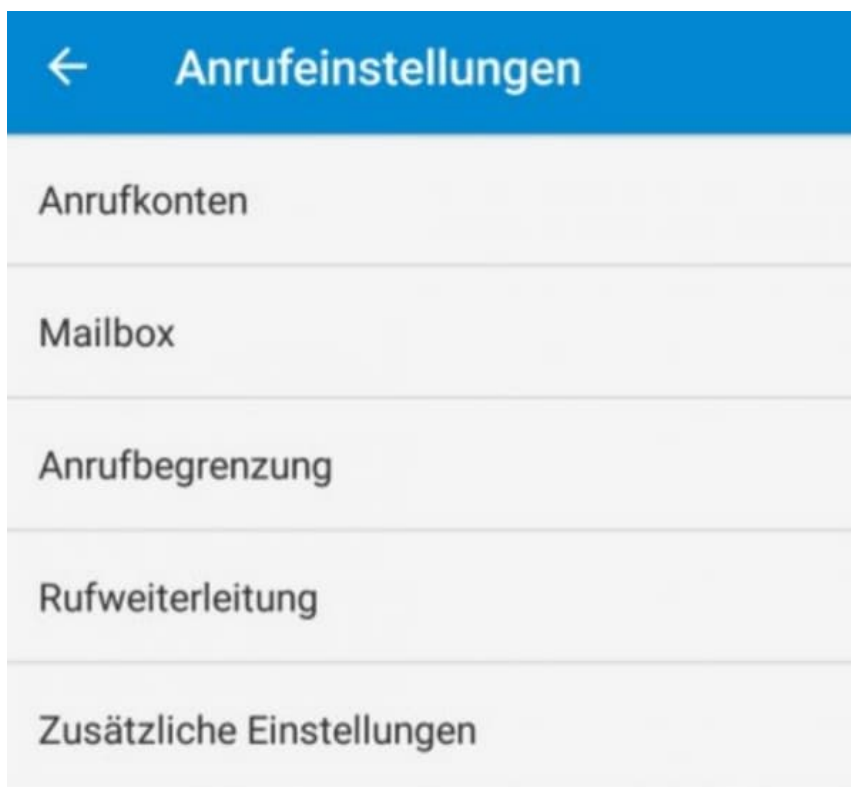 Anrufeinstellungen
Anrufkonten
Mailbox
Anrufbegrenzung
Rufweiterleitung
Zusätzliche Einstellungen